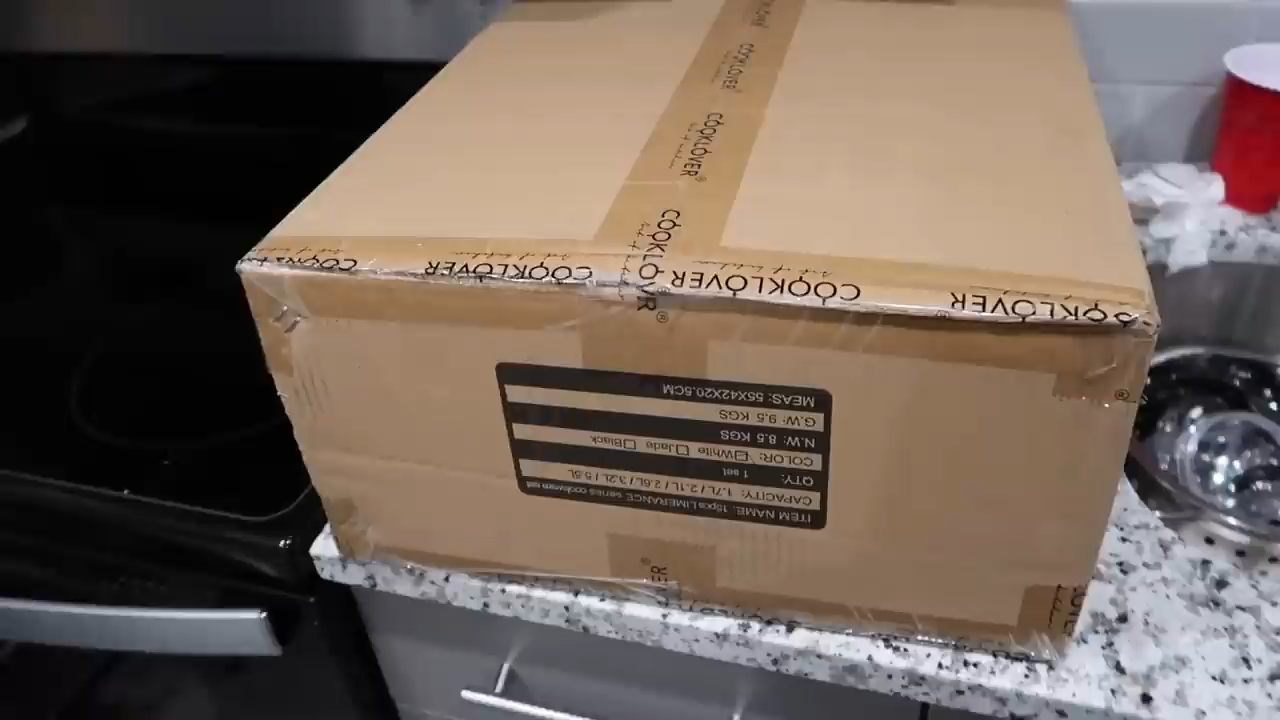 COOKLOVER
COOKLOVER
COOKLOVER®
COOKLOVER®
COOKLOVER
COOKLOVER
COOKLOVER
ITEM NAME: 15pcs LIMERANCE series cookware set
CAPACITY: 1.7L / 2.1L / 2.6L / 3.2L / 5.5L
QTY: 1 set
COLOR: ☑White ☐Jade ☐Black
N.W: 8.5 KGS
G.W: 9.5 KGS
MEAS: 55X42X20.5CM